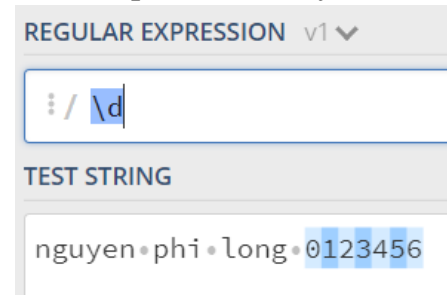 REGULAR EXPRESSION v1
/ \d
TEST STRING
nguyen·phi·long·0123456